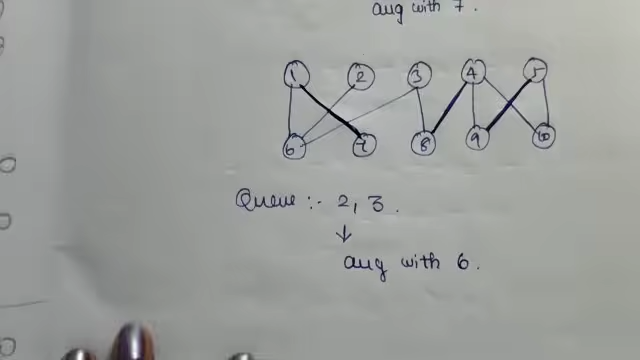 aug with 7.
1 2 3 4 5
6 7 8 9 10
Queue :- 2, 3.
↓
aug with 6.